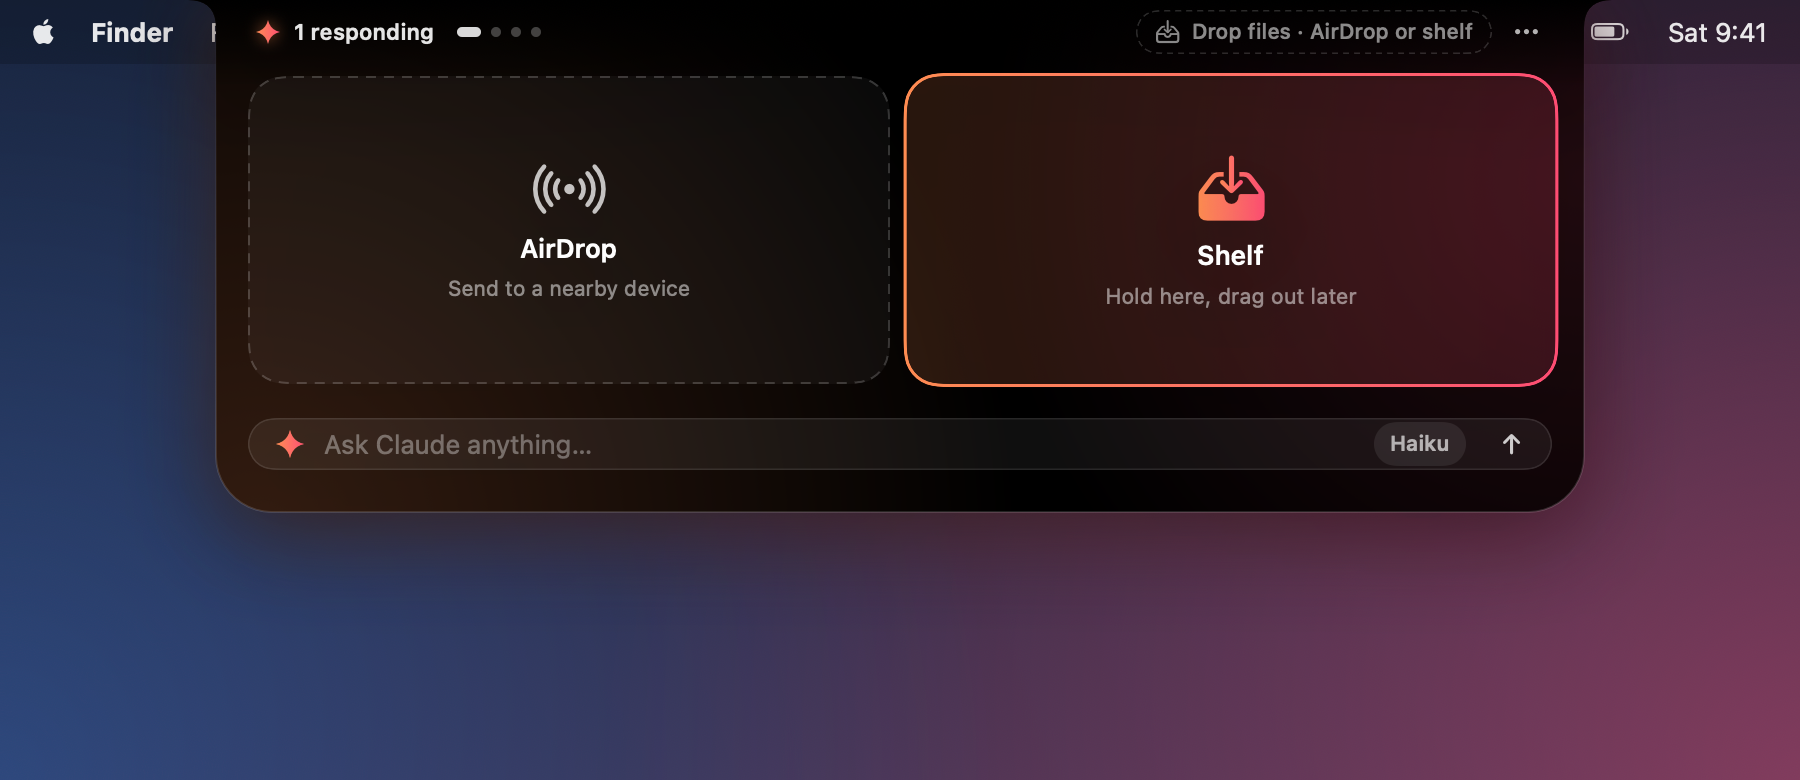 Finder
1 responding
Drop files · AirDrop or shelf
Sat 9:41
AirDrop
Send to a nearby device
Shelf
Hold here, drag out later
Ask Claude anything...
Haiku